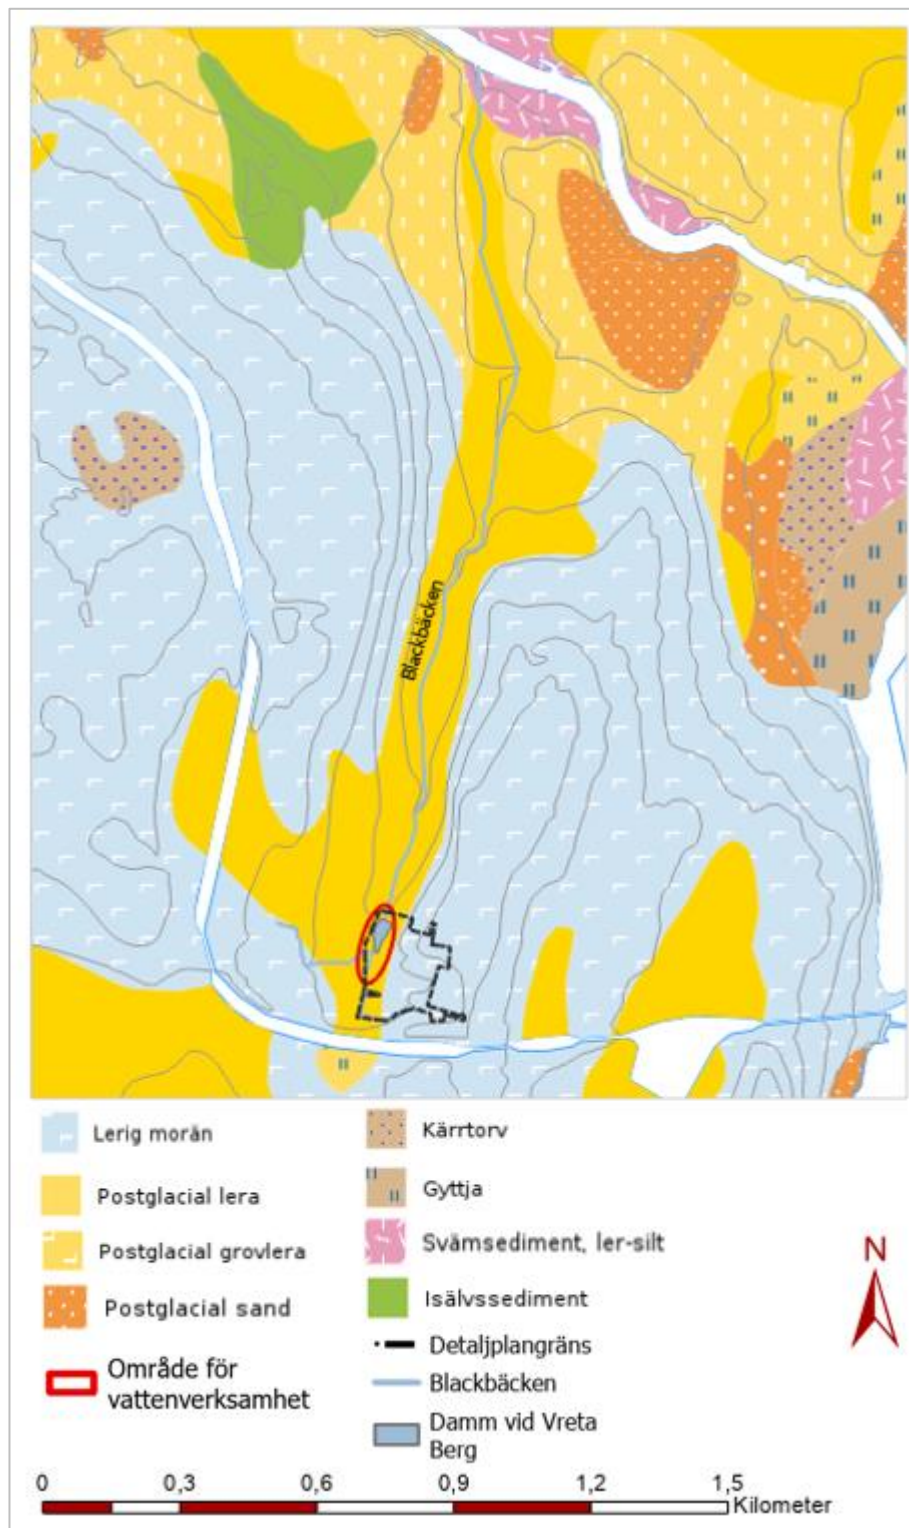 Blackbäcken
Lerig morän
Postglacial lera
Postglacial grovlera
Postglacial sand
Område för
vattenverksamhet
Kärrtorv
Gyttja
Svämsediment, ler-silt
Isälvssediment
Detaljplangräns
Blackbäcken
Damm vid Vreta
Berg
N
0 0,3 0,6 0,9 1,2 1,5
Kilometer